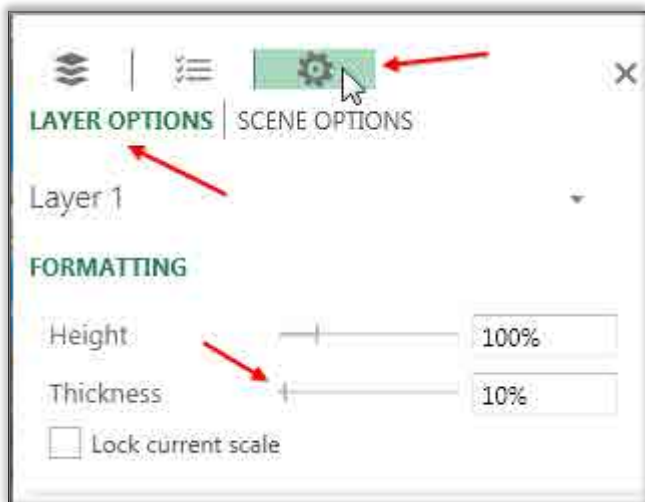 LAYER OPTIONS SCENE OPTIONS
Layer 1
FORMATTING
Height 100%
Thickness 10%
Lock current scale